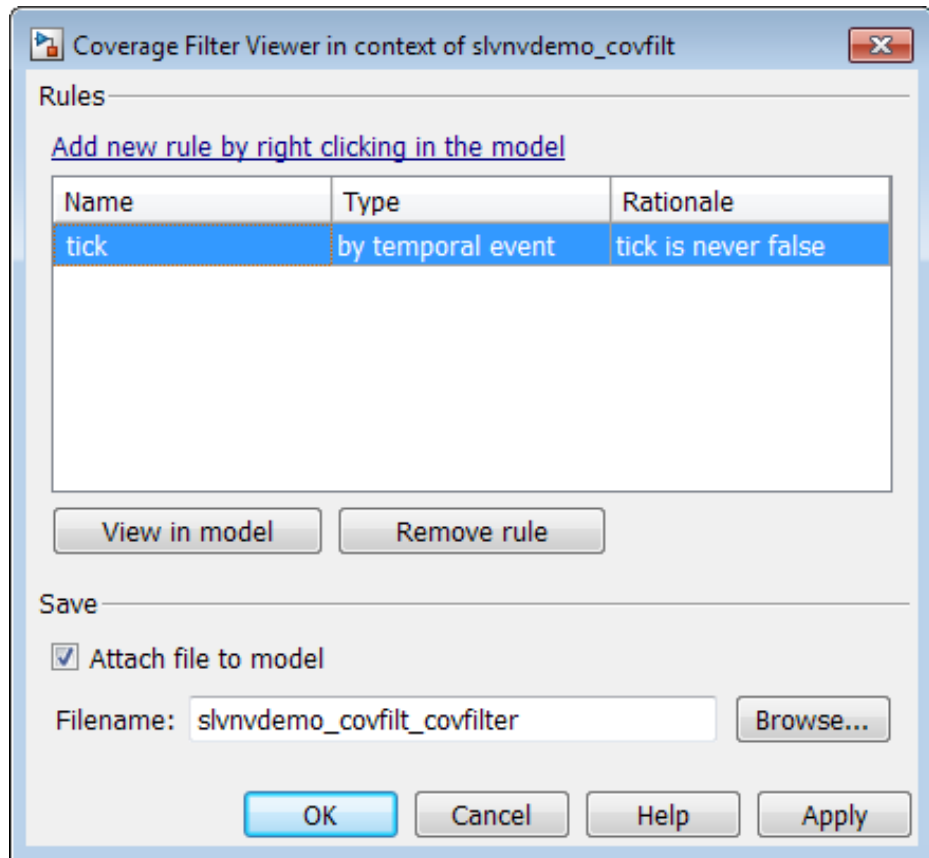 Coverage Filter Viewer in context of slvnvdemo_covfilt
Rules
Add new rule by right clicking in the model
Name Type Rationale
tick by temporal event tick is never false
View in model Remove rule
Save
Attach file to model
Filename: slvnvdemo_covfilt_covfilter Browse...
OK Cancel Help Apply